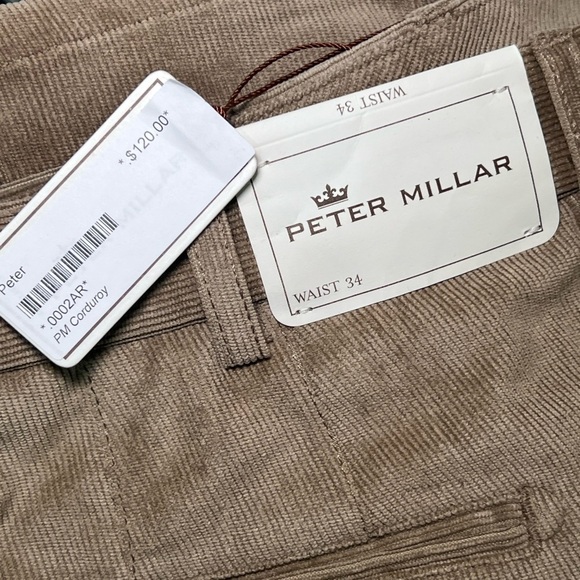 *.$120.00*
Peter
*.0002AR*
PM Corduroy
WAIST 34
PETER MILLAR
WAIST 34